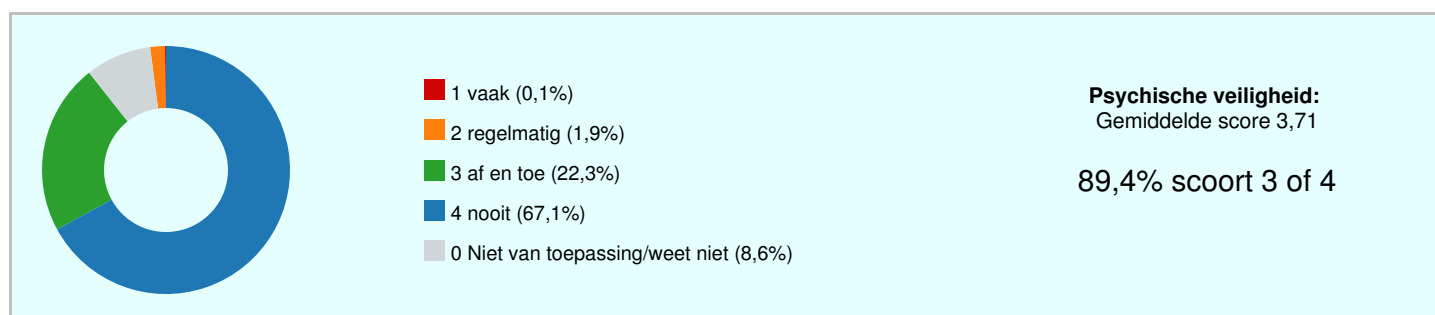 1 vaak (0,1%)
2 regelmatig (1,9%)
3 af en toe (22,3%)
4 nooit (67,1%)
0 Niet van toepassing/weet niet (8,6%)
Psychische veiligheid:
Gemiddelde score 3,71
89,4% scoort 3 of 4